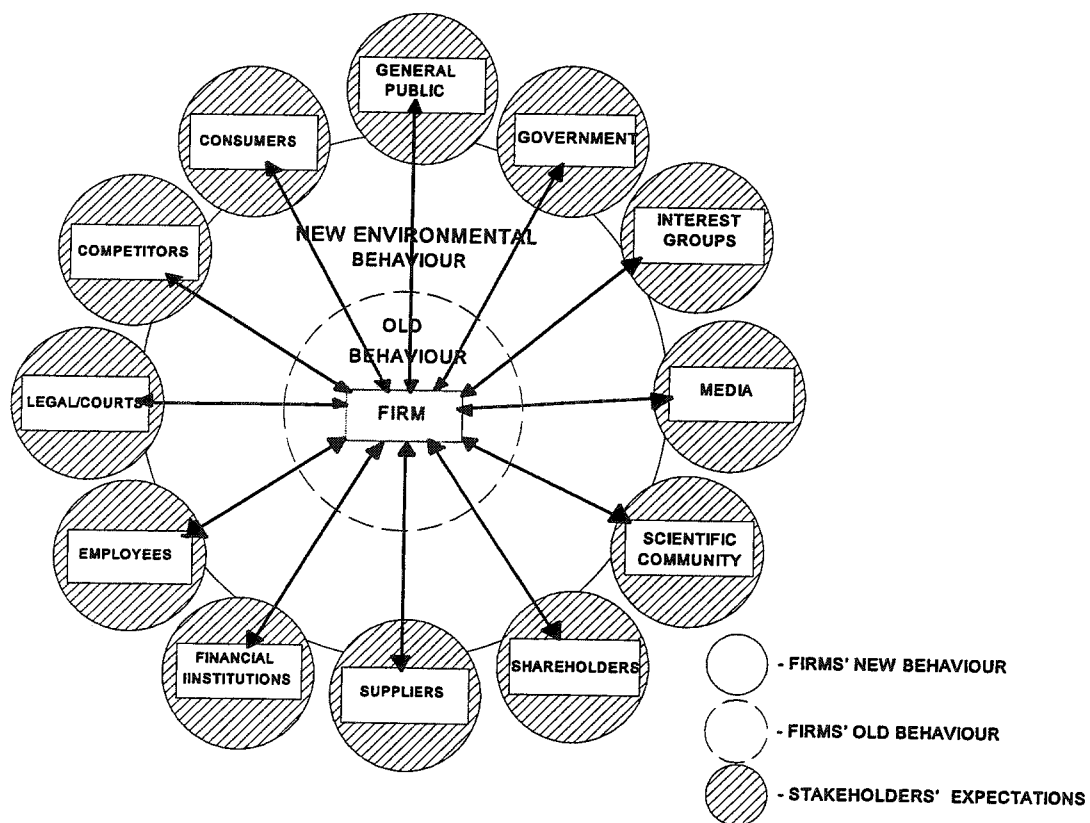 GENERAL
PUBLIC
CONSUMERS
GOVERNMENT
INTEREST
GROUPS
NEW ENVIRONMENTAL
BEHAVIOUR
COMPETITORS
OLD
BEHAVIOUR
LEGAL/COURTS
FIRM
MEDIA
EMPLOYEES
SCIENTIFIC
COMMUNITY
FINANCIAL
IINSTITUTIONS
SUPPLIERS
SHAREHOLDERS
- FIRMS' NEW BEHAVIOUR
- FIRMS' OLD BEHAVIOUR
- STAKEHOLDERS' EXPECTATIONS